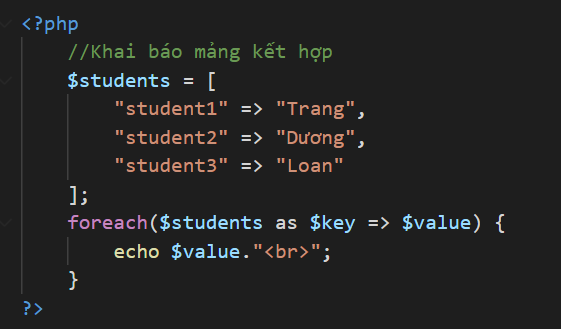 <?php
//Khai báo mảng kết hợp
$students = [
"student1" => "Trang",
"student2" => "Dương",
"student3" => "Loan"
];
foreach($students as $key => $value) {
echo $value."<br>";
}
?>